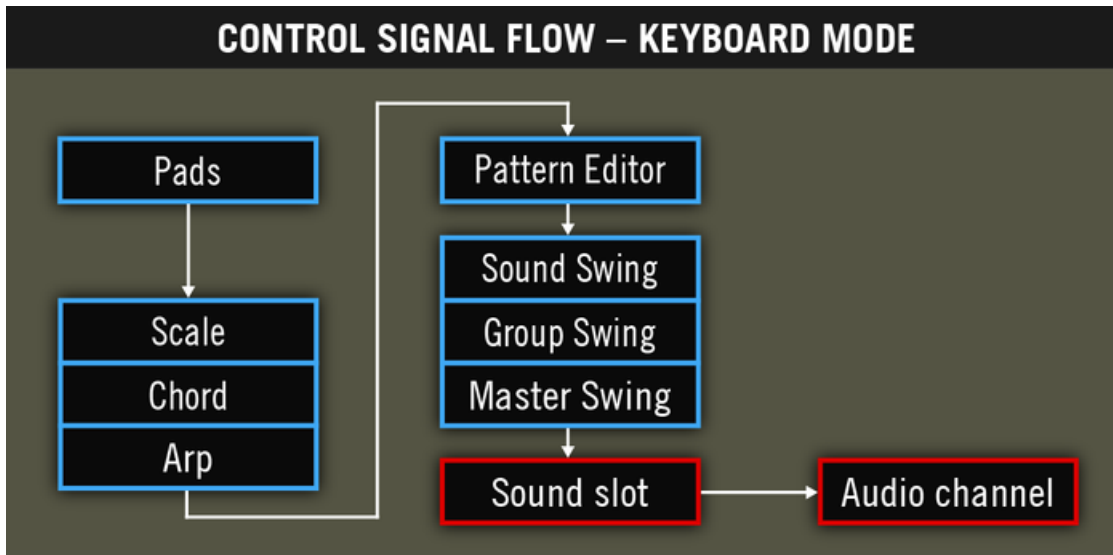 CONTROL SIGNAL FLOW – KEYBOARD MODE
Pads
Scale
Chord
Arp
Pattern Editor
Sound Swing
Group Swing
Master Swing
Sound slot
Audio channel